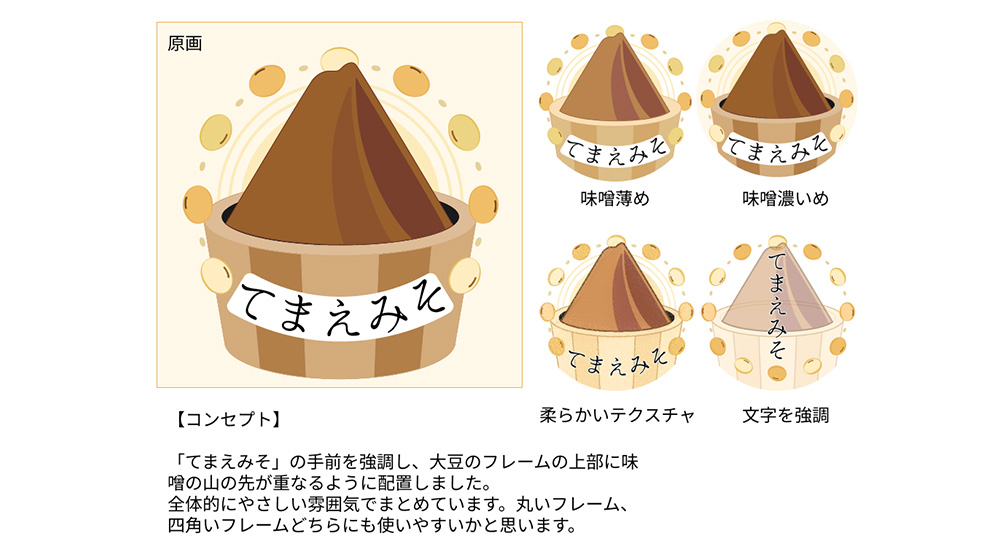 原画
てまえみそ
てまえみそ
味噌薄め
てまえみそ
味噌濃いめ
てまえみそ
柔らかいテクスチャ
てまえみそ
文字を強調
【コンセプト】
「てまえみそ」の手前を強調し、大豆のフレームの上部に味
噌の山の先が重なるように配置しました。
全体的にやさしい雰囲気でまとめています。丸いフレーム、
四角いフレームどちらにも使いやすいかと思います。